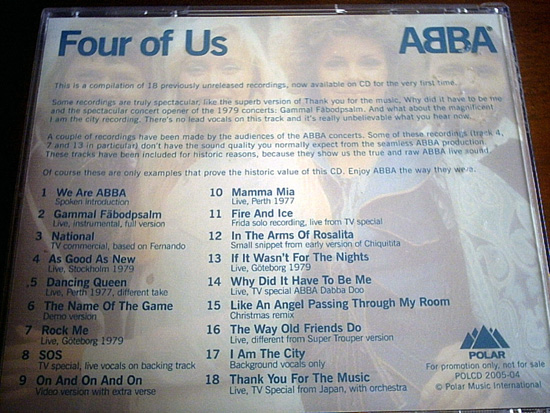 Four of Us
ABBA
This is a compilation of 18 previously unreleased recordings, now available on CD for the very first time...
Some recordings are truly spectacular, like the superb version of Thank you for the music, Why did it have to be me
and the spectacular concert opener of the 1979 concerts: Gammal Fäbodpsalm. And what about the magnificent
I am the city recording. There's no lead vocals on this track and it's really unbelievable what you hear now.
A couple of recordings have been made by the audiences of the ABBA concerts. Some of these recordings (track 4,
7 and 13 in particular) don't have the sound quality you normally expect from the seamless ABBA production.
These tracks have been included for historic reasons, because they show us the true and raw ABBA live sound.
Of course these are only examples that prove the historic value of this CD. Enjoy ABBA the way they were.
1 We Are ABBA
Spoken introduction
2 Gammal Fäbodpsalm
Live, instrumental, full version
3 National
TV commercial, based on Fernando
4 As Good As New
Live, Stockholm 1979
5 Dancing Queen
Live, Perth 1977, different take
6 The Name Of The Game
Demo version
7 Rock Me
Live, Göteborg 1979
8 SOS
TV special, live vocals on backing track
9 On And On And On
Video version with extra verse
10 Mamma Mia
Live, Perth 1977
11 Fire And Ice
Frida solo recording, live from TV special
12 In The Arms Of Rosalita
Small snippet from early version of Chiquitita
13 If It Wasn't For The Nights
Live, Göteborg 1979
14 Why Did It Have To Be Me
Live, TV special ABBA Dabba Doo
15 Like An Angel Passing Through My Room
Christmas remix
16 The Way Old Friends Do
Live, different from Super Trouper version
17 I Am The City
Background vocals only
18 Thank You For The Music
Live, TV Special from Japan, with orchestra
POLAR
For promotion only, not for sale
POLCD 2005-04
© Polar Music International